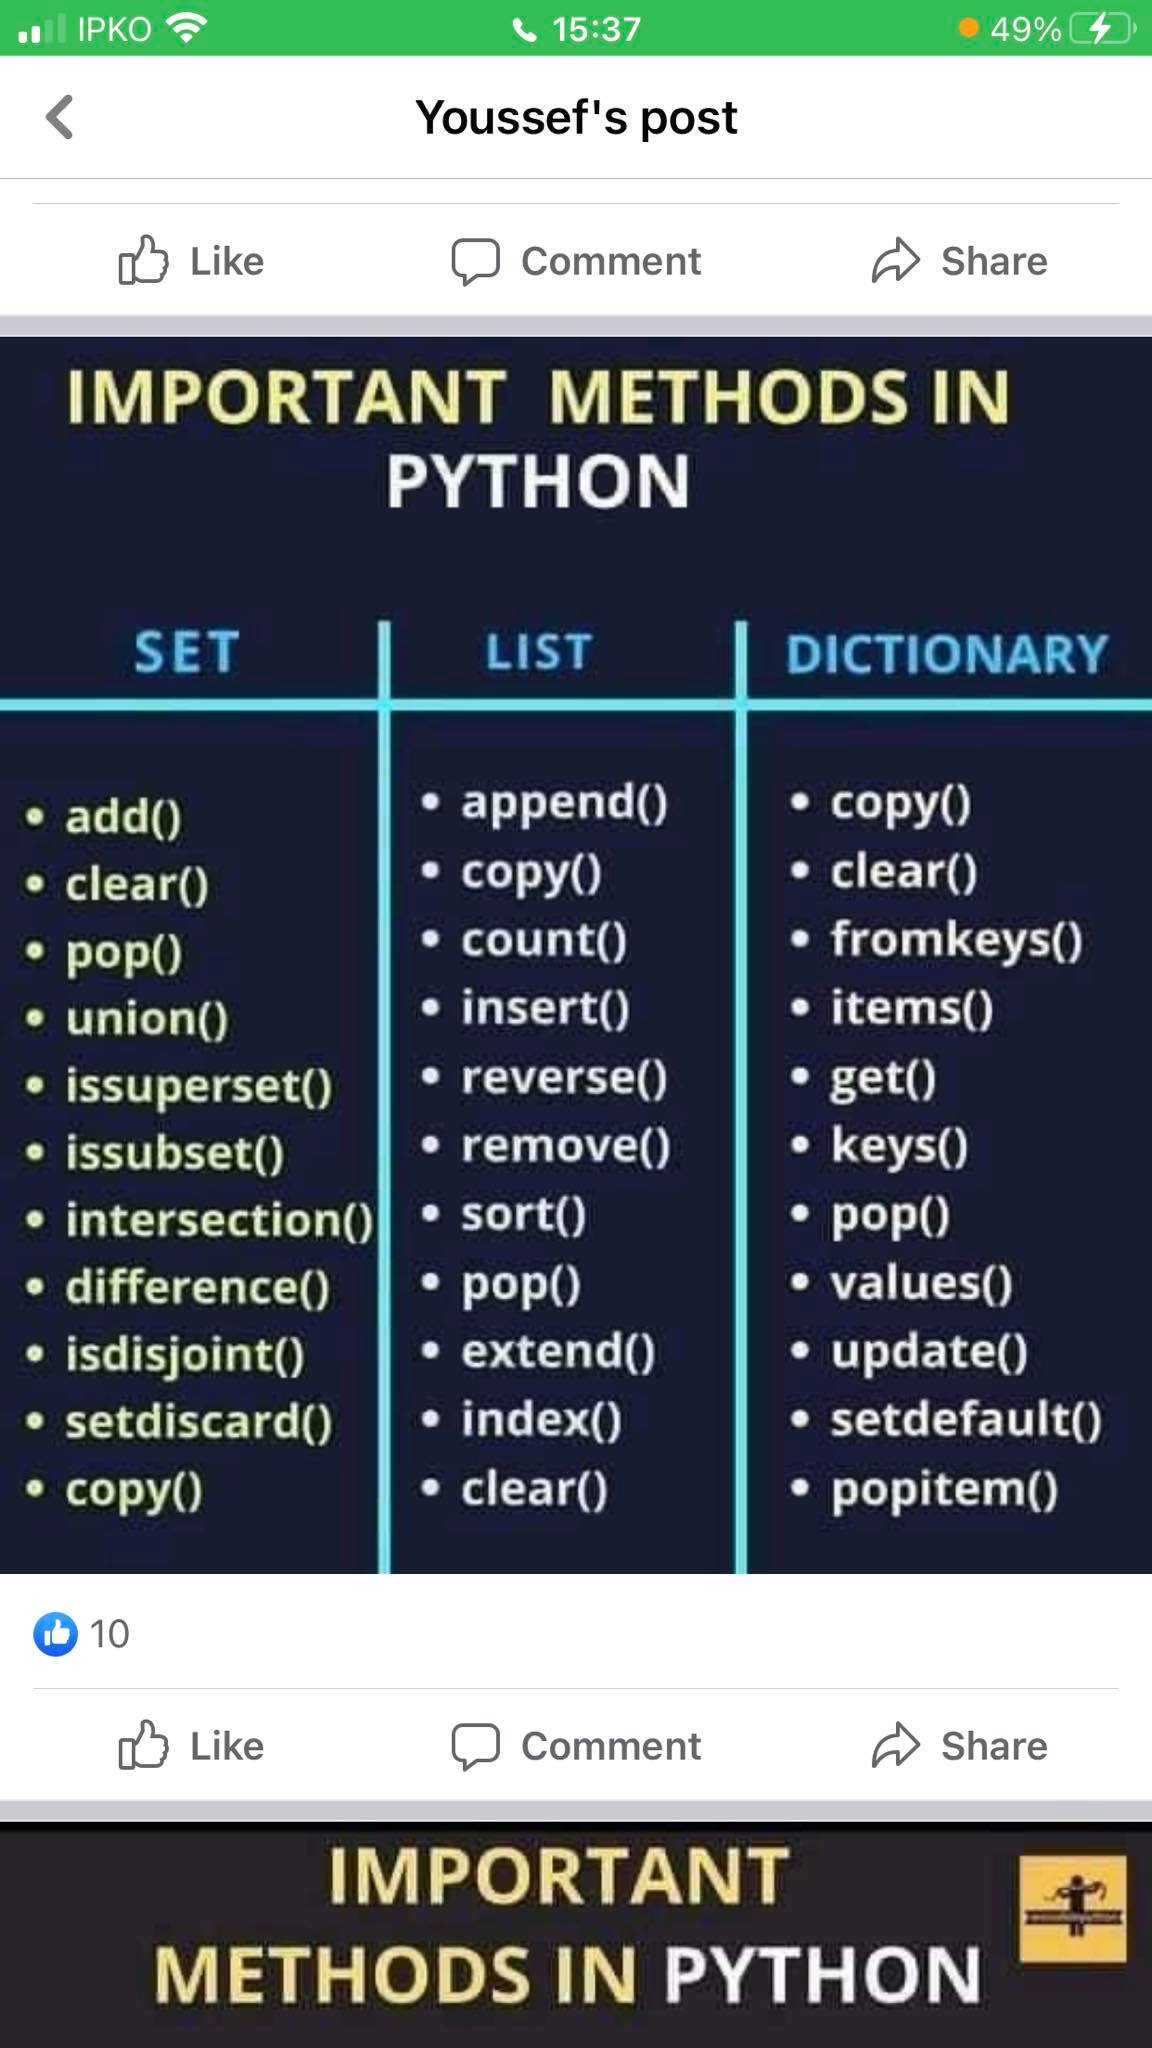 IPKO 15:37 49%
Youssef's post
Like Comment Share
IMPORTANT METHODS IN
PYTHON
SET
add()
clear()
pop()
union()
issuperset()
issubset()
intersection()
difference()
isdisjoint()
setdiscard()
copy()
LIST
append()
copy()
count()
insert()
reverse()
remove()
sort()
pop()
extend()
index()
clear()
DICTIONARY
copy()
clear()
fromkeys()
items()
get()
keys()
pop()
values()
update()
setdefault()
popitem()
10
Like Comment Share
IMPORTANT
METHODS IN PYTHON